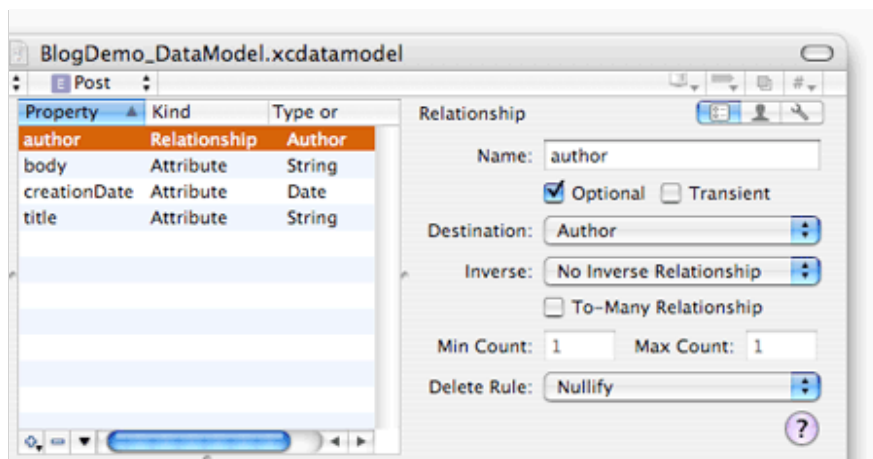 BlogDemo_DataModel.xcdatamodel
E Post
#
Property Kind Type or
author Relationship Author
body Attribute String
creationDate Attribute Date
title Attribute String
Relationship
Name: author
Optional Transient
Destination: Author
Inverse: No Inverse Relationship
To-Many Relationship
Min Count: 1 Max Count: 1
Delete Rule: Nullify
?